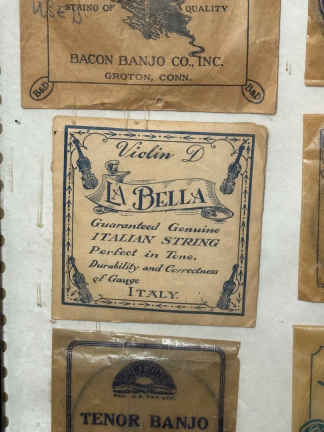 USED
STRING OF QUALITY
BACON BANJO CO., INC.
GROTON, CONN.
B&D B&D
Violin D
LA BELLA
Guaranteed Genuine
ITALIAN STRING
Perfect in Tone,
Durability and Correctness
of Gauge
ITALY
TENOR BANJO